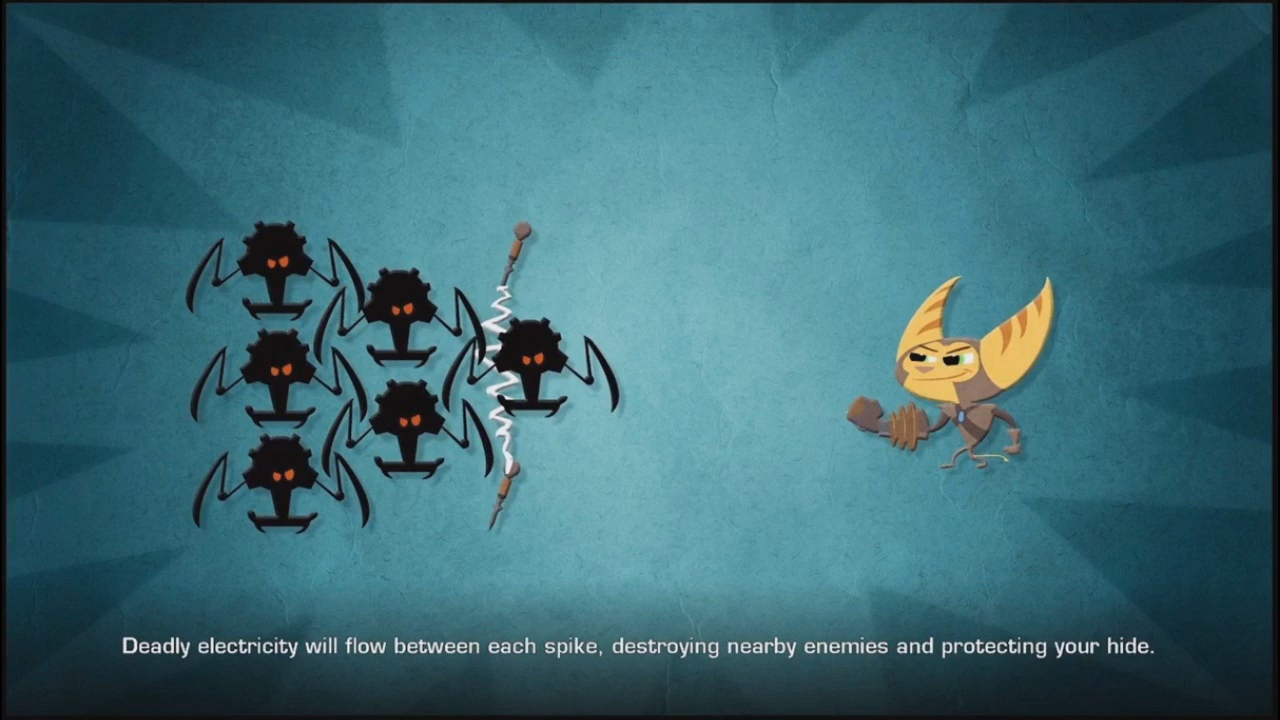 Deadly electricity will flow between each spike, destroying nearby enemies and protecting your hide.